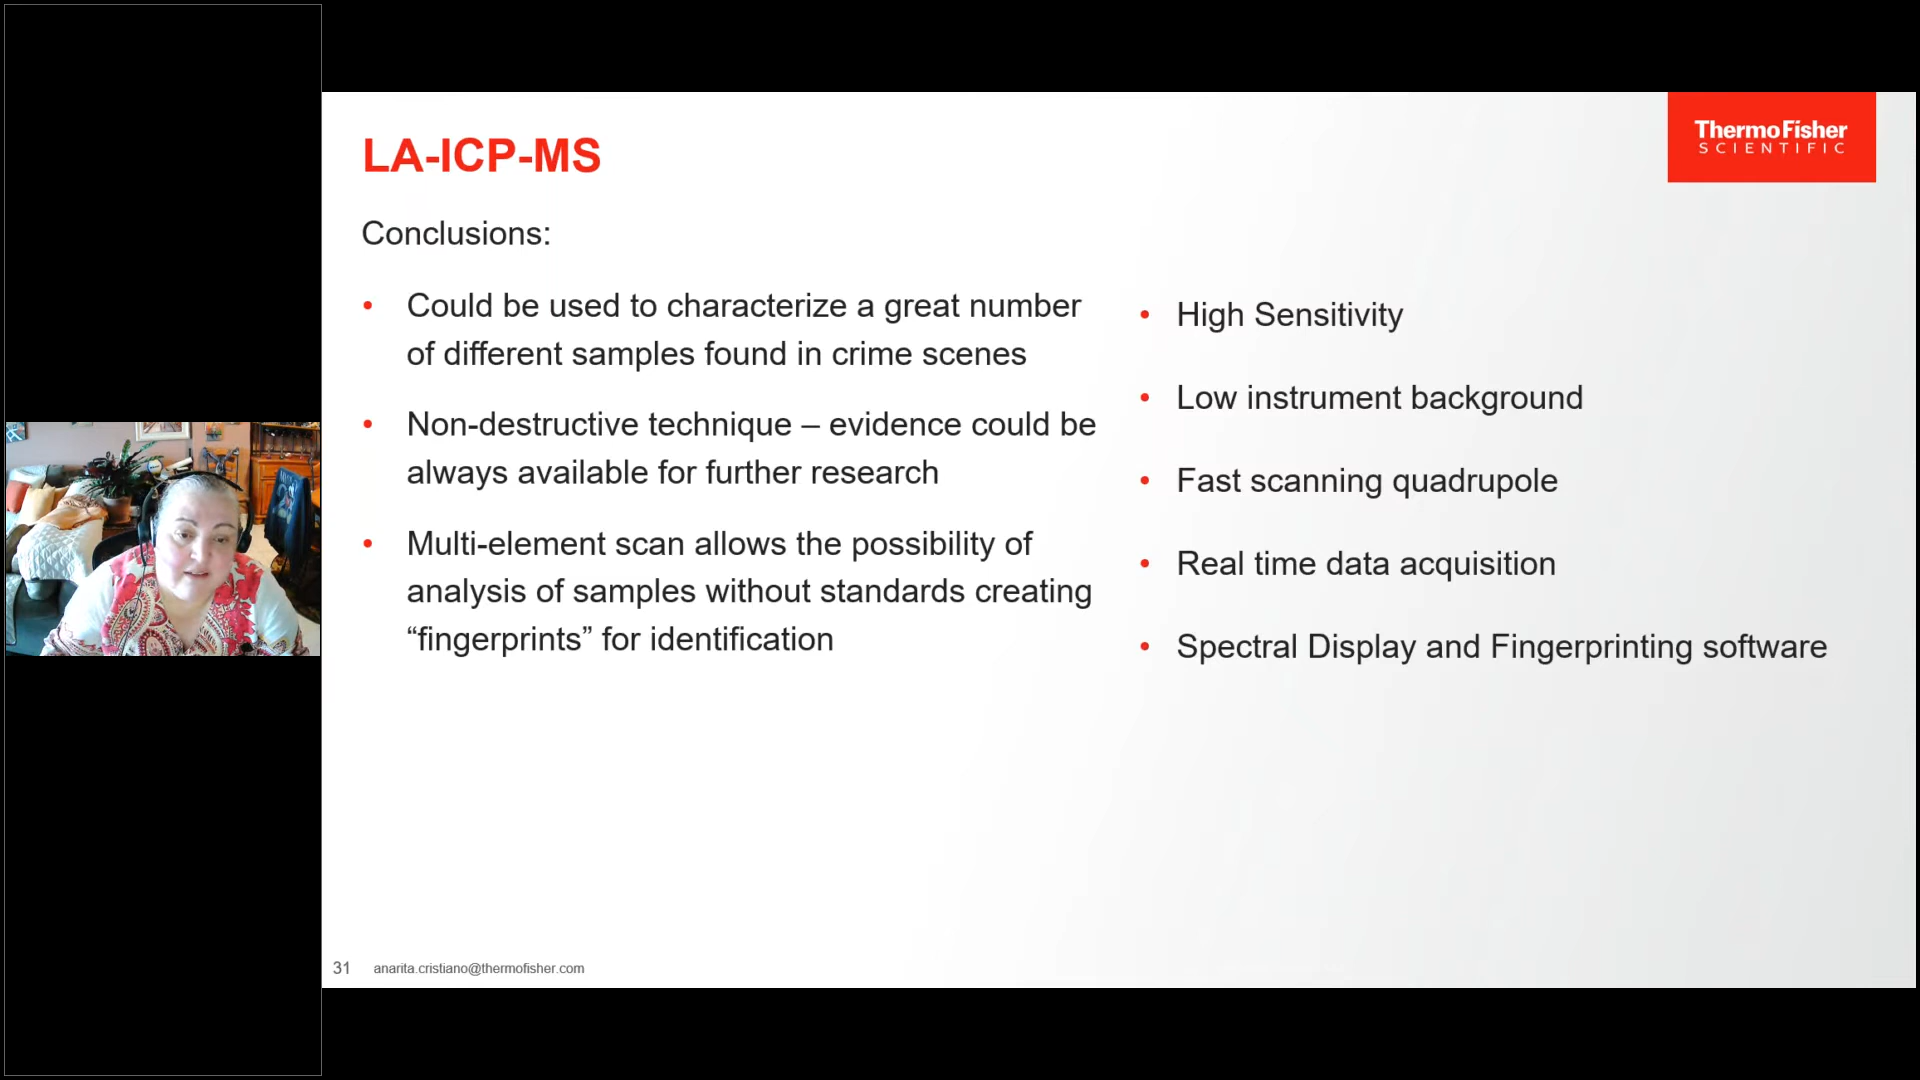 ThermoFisher
SCIENTIFIC
LA-ICP-MS
Conclusions:
• Could be used to characterize a great number
of different samples found in crime scenes
• Non-destructive technique – evidence could be
always available for further research
• Multi-element scan allows the possibility of
analysis of samples without standards creating
“fingerprints” for identification
• High Sensitivity
• Low instrument background
• Fast scanning quadrupole
• Real time data acquisition
• Spectral Display and Fingerprinting software
31 anarita.cristiano@thermofisher.com